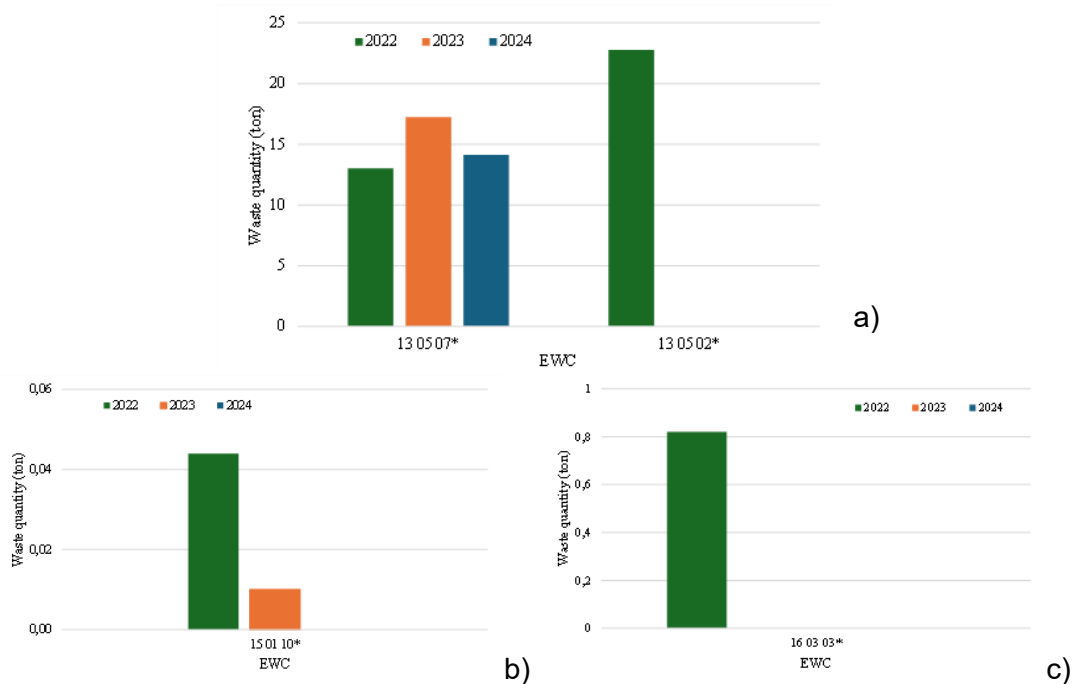 Waste quantity (ton)
25
20
15
10
5
0
2022 2023 2024
13 05 07* 13 05 02*
EWC
a)
Waste quantity (ton)
0,06
0,04
0,02
0,00
2022 2023 2024
15 01 10*
EWC
b)
Waste quantity (ton)
1
0,8
0,6
0,4
0,2
0
2022 2023 2024
16 03 03*
EWC
c)